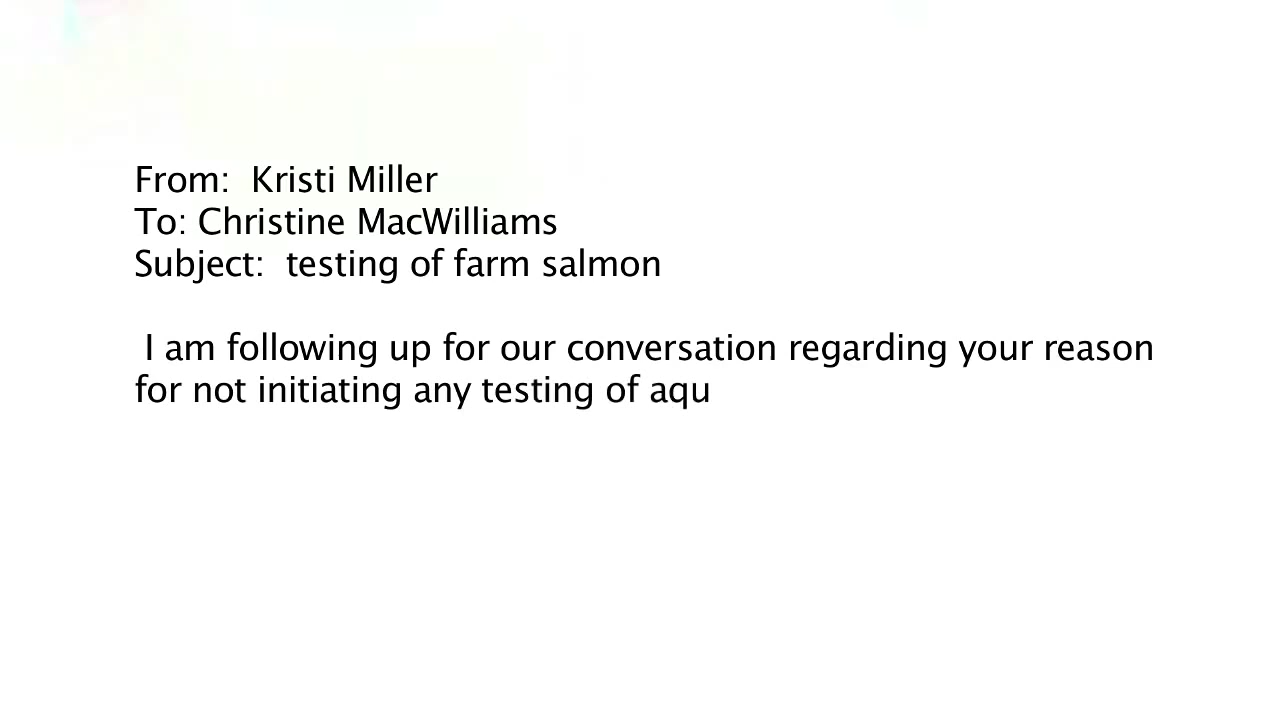 From:  Kristi Miller
To: Christine MacWilliams
Subject:  testing of farm salmon
I am following up for our conversation regarding your reason
for not initiating any testing of aqu